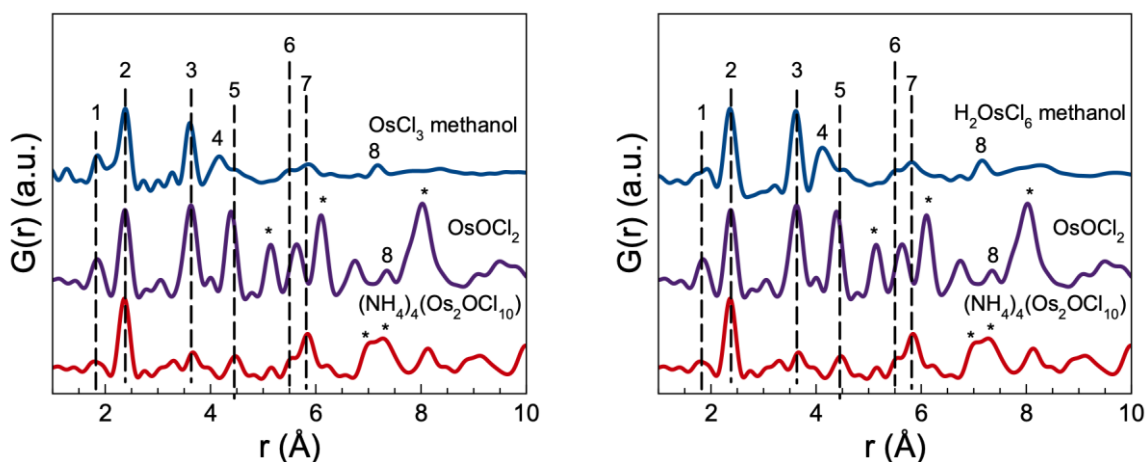 6
2
3
7
1
5
OsCl3 methanol
4
8
*
*
*
OsOCl2
8
(NH4)4(Os2OCl10)
* *
G(r) (a.u.)
2 4 6 8 10
r (Å)
6
2
3
7
1
5
H2OsCl6 methanol
4
8
*
*
*
OsOCl2
8
(NH4)4(Os2OCl10)
* *
G(r) (a.u.)
2 4 6 8 10
r (Å)